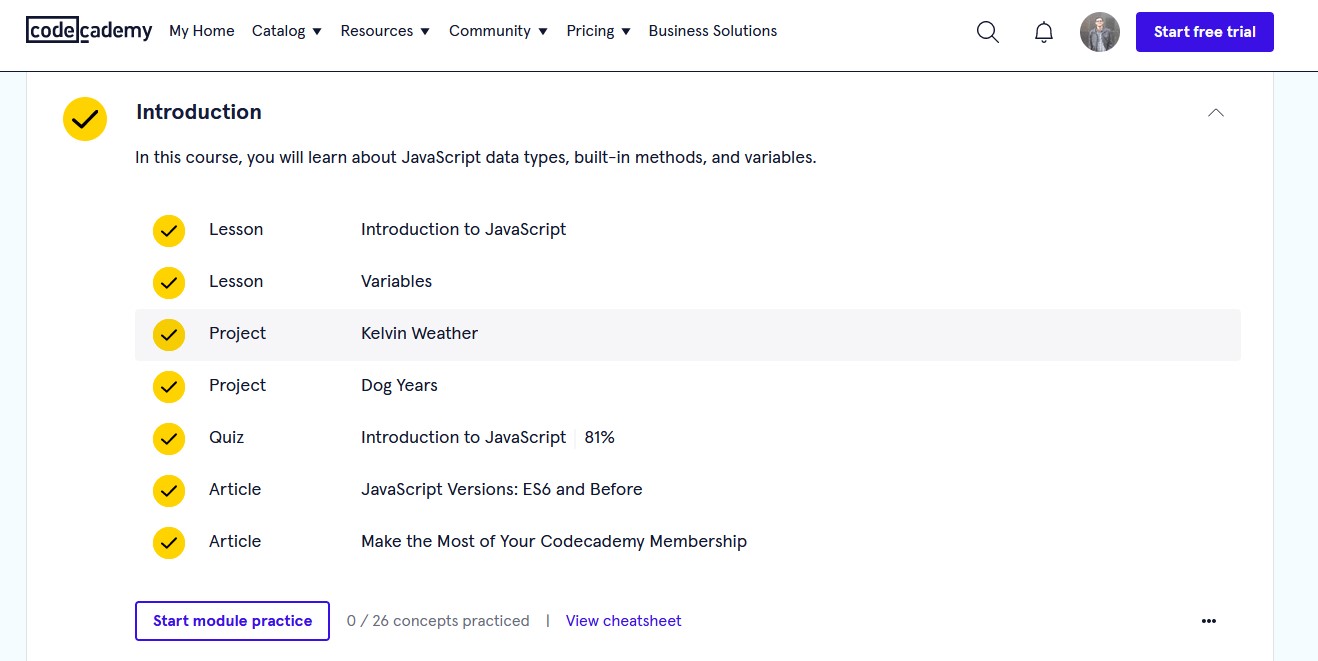 codecademy My Home Catalog Resources Community Pricing Business Solutions Start free trial
Introduction
In this course, you will learn about JavaScript data types, built-in methods, and variables.
Lesson Introduction to JavaScript
Lesson Variables
Project Kelvin Weather
Project Dog Years
Quiz Introduction to JavaScript 81%
Article JavaScript Versions: ES6 and Before
Article Make the Most of Your Codecademy Membership
Start module practice 0 / 26 concepts practiced | View cheatsheet